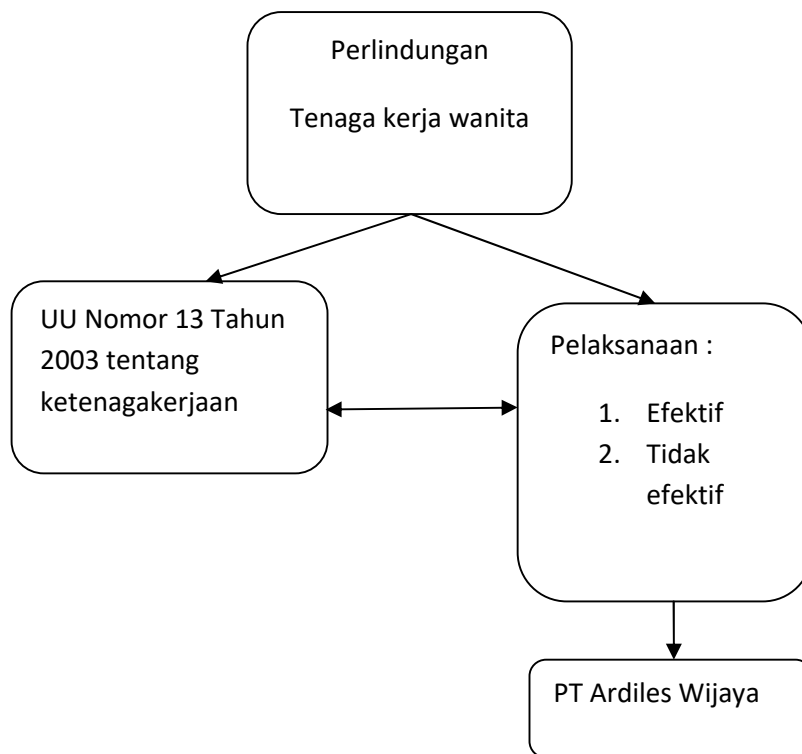 Perlindungan
Tenaga kerja wanita
UU Nomor 13 Tahun
2003 tentang
ketenagakerjaan
Pelaksanaan :
1. Efektif
2. Tidak
efektif
PT Ardiles Wijaya